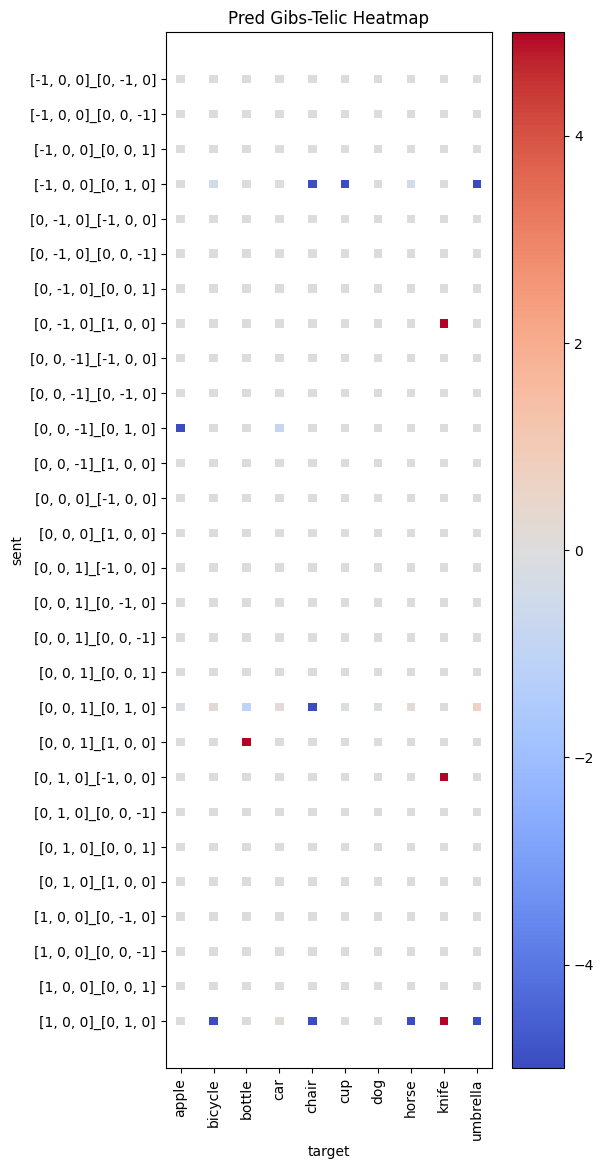 Pred Gibs-Telic Heatmap
[-1, 0, 0]_[0, -1, 0]
[-1, 0, 0]_[0, 0, -1]
[-1, 0, 0]_[0, 0, 1]
[-1, 0, 0]_[0, 1, 0]
[0, -1, 0]_[-1, 0, 0]
[0, -1, 0]_[0, 0, -1]
[0, -1, 0]_[0, 0, 1]
[0, -1, 0]_[1, 0, 0]
[0, 0, -1]_[-1, 0, 0]
[0, 0, -1]_[0, -1, 0]
[0, 0, -1]_[0, 1, 0]
[0, 0, -1]_[1, 0, 0]
[0, 0, 0]_[-1, 0, 0]
[0, 0, 0]_[1, 0, 0]
[0, 0, 1]_[-1, 0, 0]
[0, 0, 1]_[0, -1, 0]
[0, 0, 1]_[0, 0, -1]
[0, 0, 1]_[0, 0, 1]
[0, 0, 1]_[0, 1, 0]
[0, 0, 1]_[1, 0, 0]
[0, 1, 0]_[-1, 0, 0]
[0, 1, 0]_[0, 0, -1]
[0, 1, 0]_[0, 0, 1]
[0, 1, 0]_[1, 0, 0]
[1, 0, 0]_[0, -1, 0]
[1, 0, 0]_[0, 0, -1]
[1, 0, 0]_[0, 0, 1]
[1, 0, 0]_[0, 1, 0]
sent
apple
bicycle
bottle
car
chair
cup
dog
horse
knife
umbrella
target
4
2
0
−2
−4